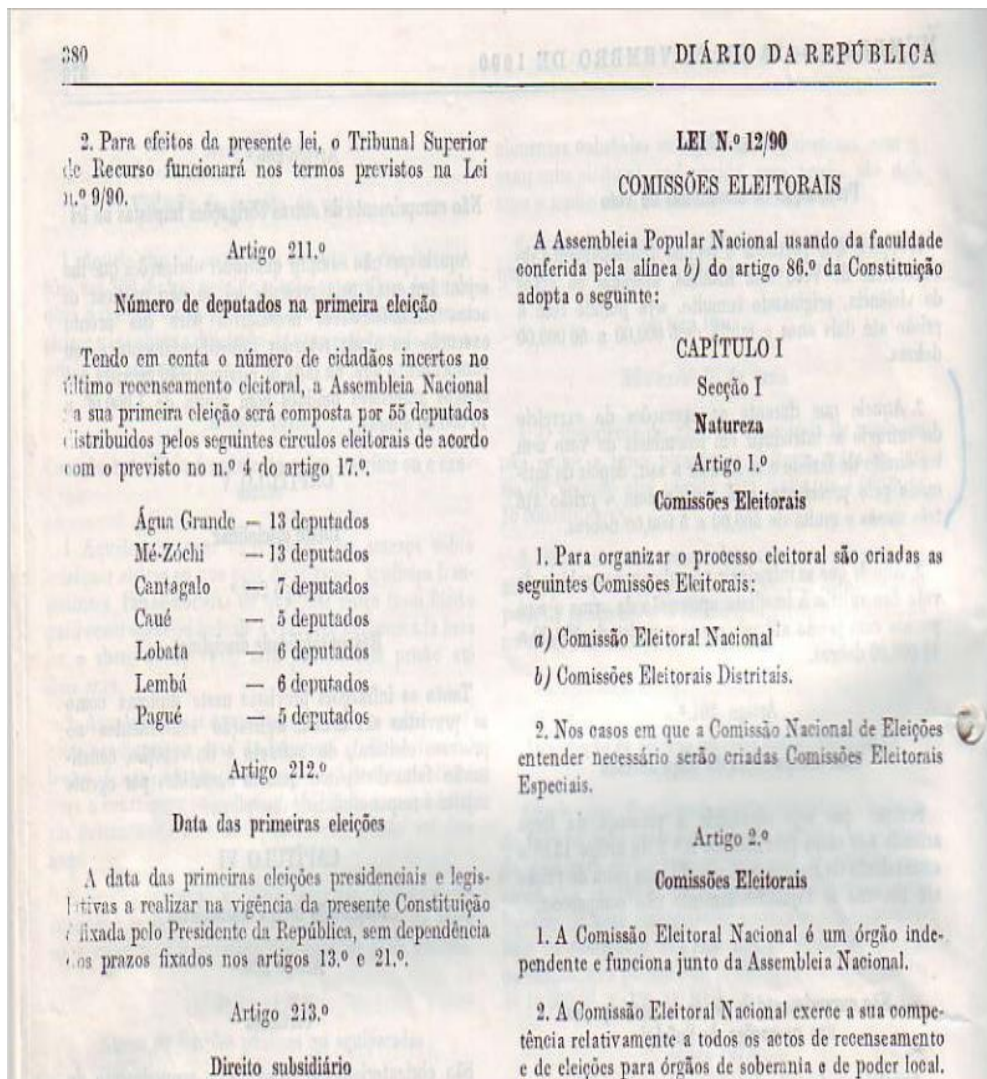 380
DIÁRIO DA REPÚBLICA
2. Para efeitos da presente lei, o Tribunal Superior
de Recurso funcionará nos termos previstos na Lei
n.º 9/90.
Artigo 211.º
Número de deputados na primeira eleição
Tendo em conta o número de cidadãos incertos no
último recenseamento eleitoral, a Assembleia Nacional
na sua primeira eleição será composta por 55 deputados
distribuidos pelos seguintes círculos eleitorais de acordo
com o previsto no n.º 4 do artigo 17.º.
Água Grande — 13 deputados
Mé-Zóchi — 13 deputados
Cantagalo — 7 deputados
Caué — 5 deputados
Lobata — 6 deputados
Lembá — 6 deputados
Pagué — 5 deputados
Artigo 212.º
Data das primeiras eleições
A data das primeiras eleições presidenciais e legis-
lativas a realizar na vigência da presente Constituição
é fixada pelo Presidente da República, sem dependência
dos prazos fixados nos artigos 13.º e 21.º.
Artigo 213.º
Direito subsidiário
LEI N.º 12/90
COMISSÕES ELEITORAIS
A Assembleia Popular Nacional usando da faculdade
conferida pela alínea b) do artigo 86.º da Constituição
adopta o seguinte:
CAPÍTULO I
Secção I
Natureza
Artigo 1.º
Comissões Eleitorais
1. Para organizar o processo eleitoral são criadas as
seguintes Comissões Eleitorais:
a) Comissão Eleitoral Nacional
b) Comissões Eleitorais Distritais.
2. Nos casos em que a Comissão Nacional de Eleições
entender necessário serão criadas Comissões Eleitorais
Especiais.
Artigo 2.º
Comissões Eleitorais
1. A Comissão Eleitoral Nacional é um órgão inde-
pendente e funciona junto da Assembleia Nacional.
2. A Comissão Eleitoral Nacional exerce a sua compe-
tência relativamente a todos os actos de recenseamento
e de eleições para órgãos de soberania e de poder local.